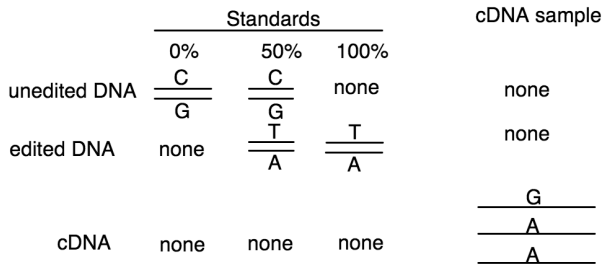 Standards
cDNA sample
0% 50% 100%
unedited DNA C G C G none none
edited DNA none T A T A none
cDNA none none none G A A